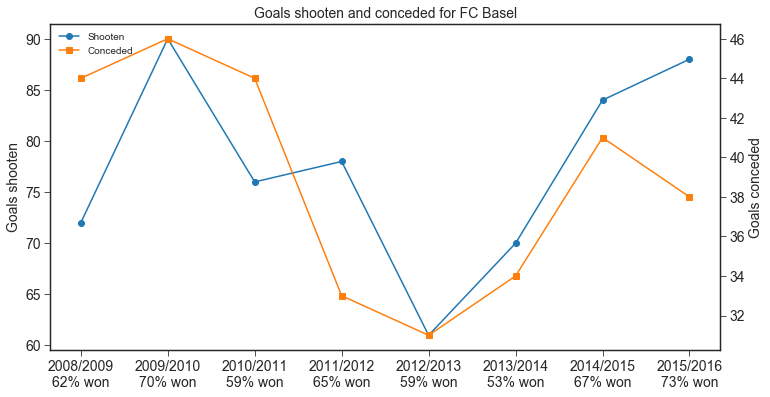 Goals shooten and conceded for FC Basel
Shooten
Conceded
Goals shooten
90
85
80
75
70
65
60
46
44
42
40
38
36
34
32
Goals conceded
2008/2009 2009/2010 2010/2011 2011/2012 2012/2013 2013/2014 2014/2015 2015/2016
62% won 70% won 59% won 65% won 59% won 53% won 67% won 73% won